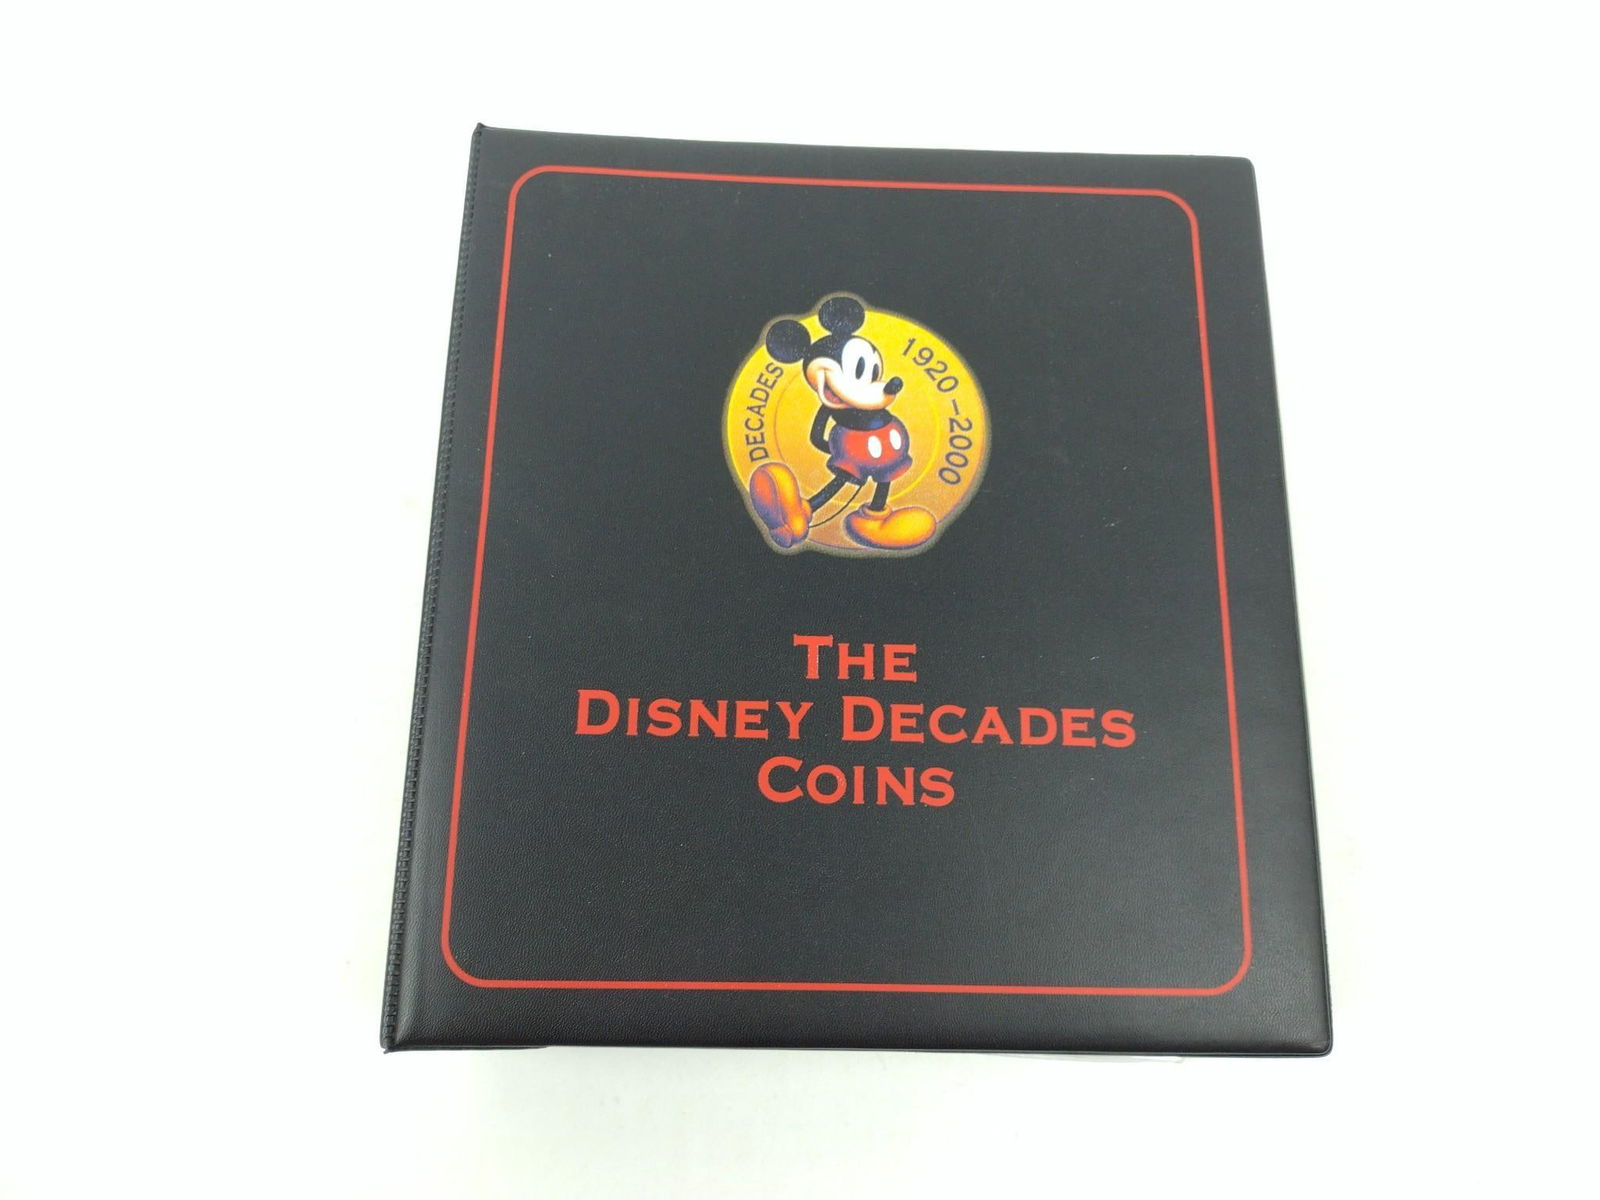 DECADES
1920-2000
THE
DISNEY DECADES
COINS